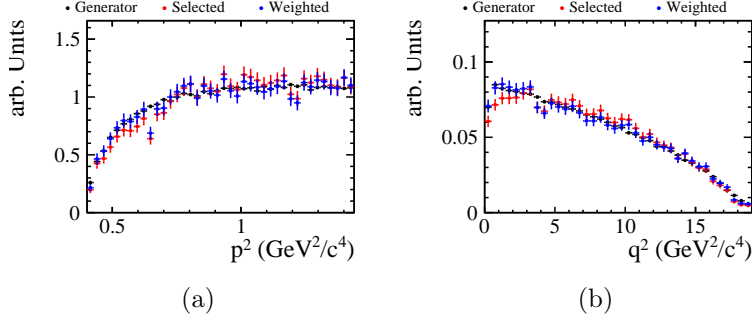 Generator Selected Weighted
arb. Units
1.5
1
0.5
0
0.5 1
p² (GeV²/c⁴)
(a)
Generator Selected Weighted
arb. Units
0.1
0.05
0
0 5 10 15
q² (GeV²/c⁴)
(b)